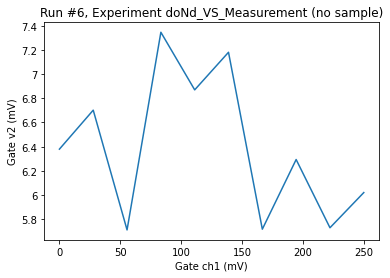 Run #6, Experiment doNd_VS_Measurement (no sample)
Gate v2 (mV)
7.4
7.2
7
6.8
6.6
6.4
6.2
6
5.8
0 50 100 150 200 250
Gate ch1 (mV)